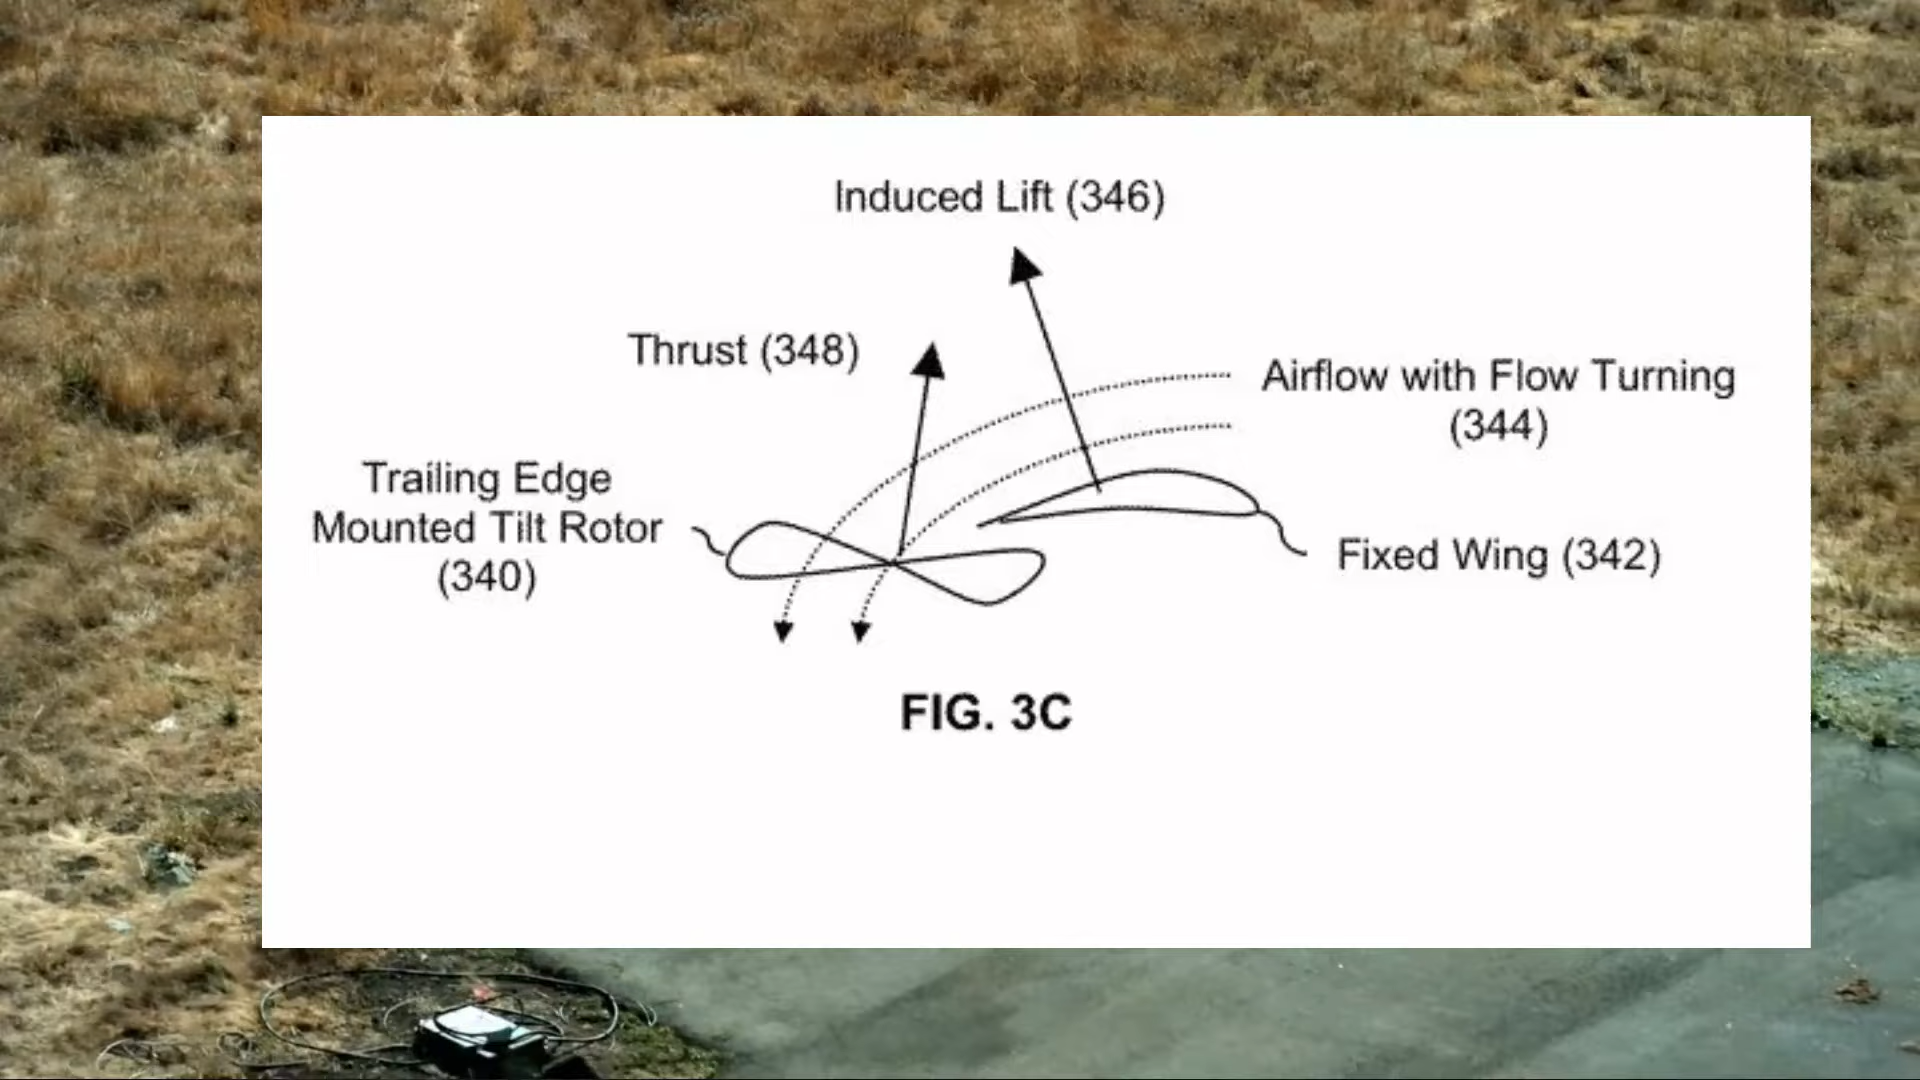 Induced Lift (346)
Thrust (348)
Airflow with Flow Turning
(344)
Trailing Edge
Mounted Tilt Rotor
(340)
Fixed Wing (342)
FIG. 3C